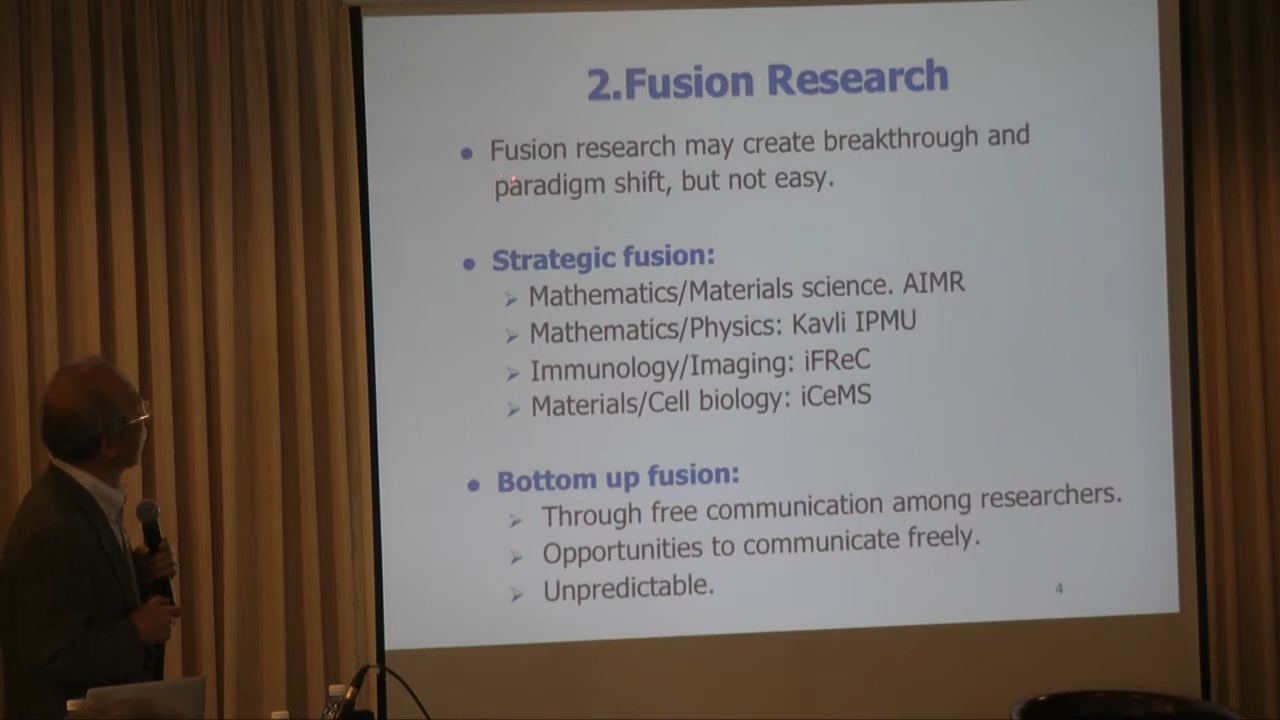 2.Fusion Research
● Fusion research may create breakthrough and
paradigm shift, but not easy.
● Strategic fusion:
➢ Mathematics/Materials science. AIMR
➢ Mathematics/Physics: Kavli IPMU
➢ Immunology/Imaging: iFReC
➢ Materials/Cell biology: iCeMS
● Bottom up fusion:
➢ Through free communication among researchers.
➢ Opportunities to communicate freely.
➢ Unpredictable.
4